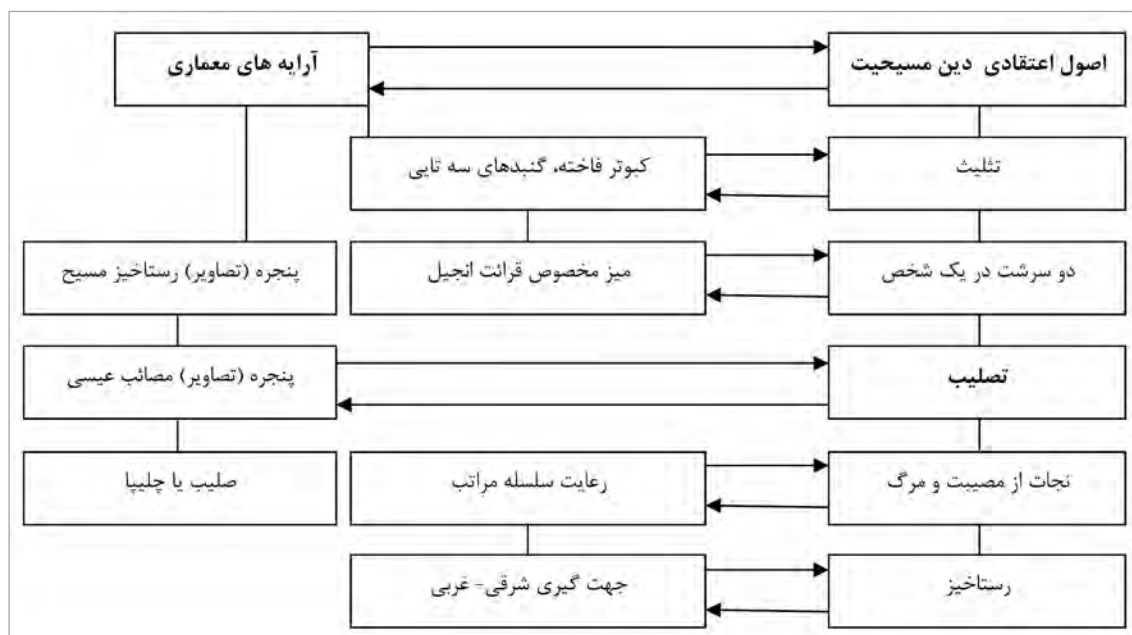 اصول اعتقادی دین مسیحیت
آرایه های معماری
تثلیث
کبوتر فاخته، گنبدهای سه تایی
دو سرشت در یک شخص
میز مخصوص قرائت انجیل
پنجره (تصاویر) رستاخیز مسیح
تصلیب
پنجره (تصاویر) مصائب عیسی
نجات از مصیبت و مرگ
رعایت سلسله مراتب
صلیب یا چلیپا
رستاخیز
جهت گیری شرقی- غربی